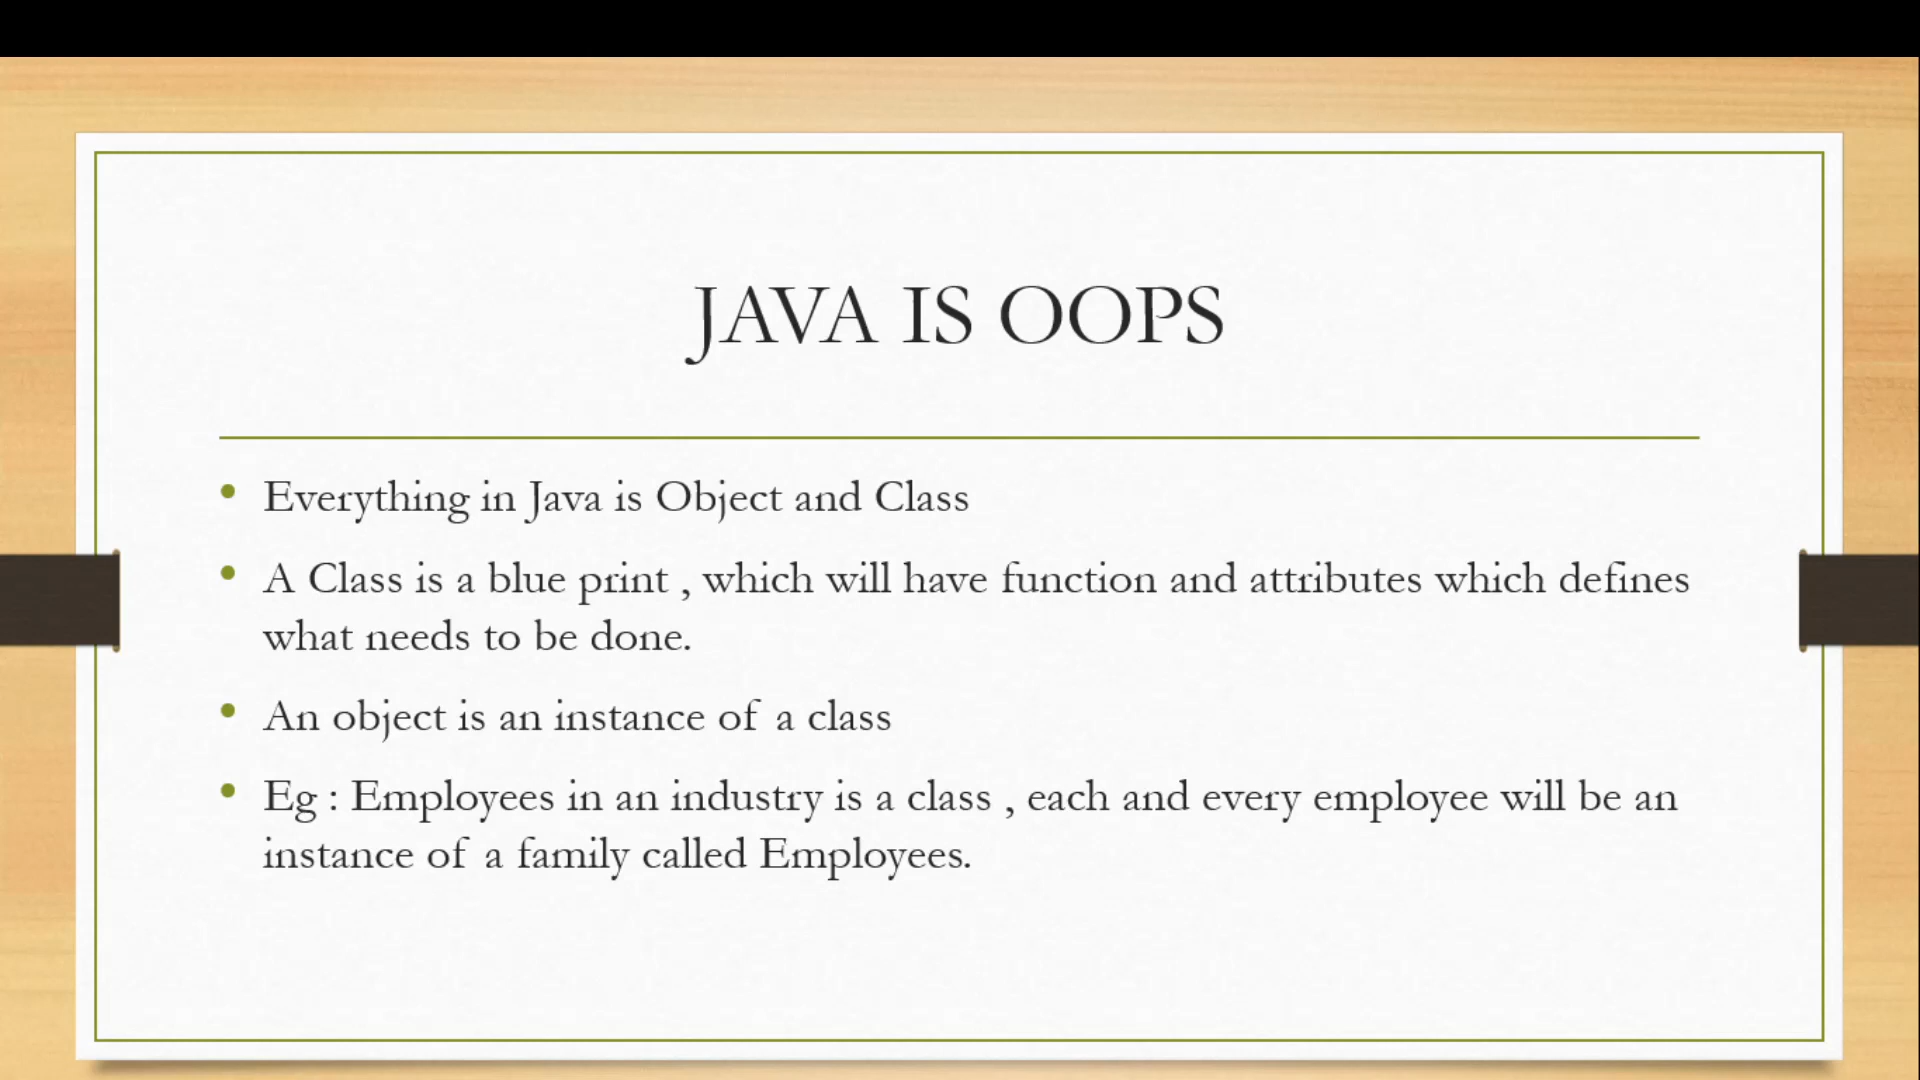 JAVA IS OOPS
Everything in Java is Object and Class
A Class is a blue print , which will have function and attributes which defines
what needs to be done.
An object is an instance of a class
Eg : Employees in an industry is a class , each and every employee will be an
instance of a family called Employees.